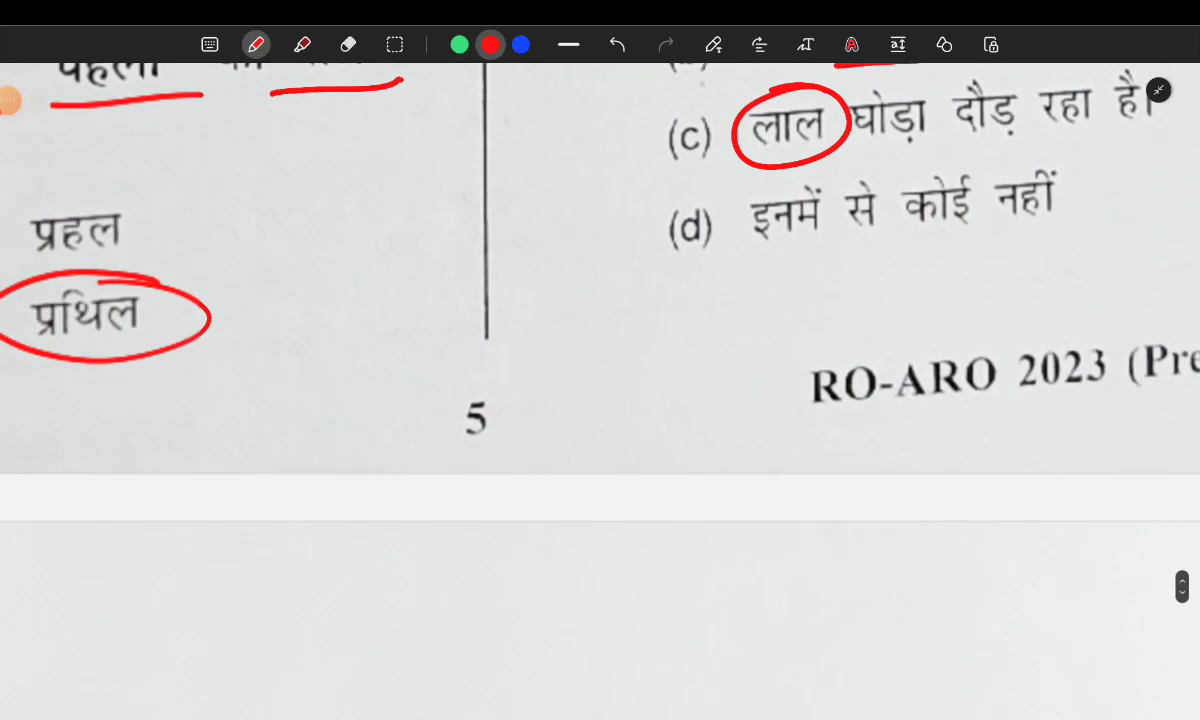 पहला
प्रहल
प्रथिल
5
(c) लाल घोड़ा दौड़ रहा है।
(d) इनमें से कोई नहीं
RO-ARO 2023 (Pre